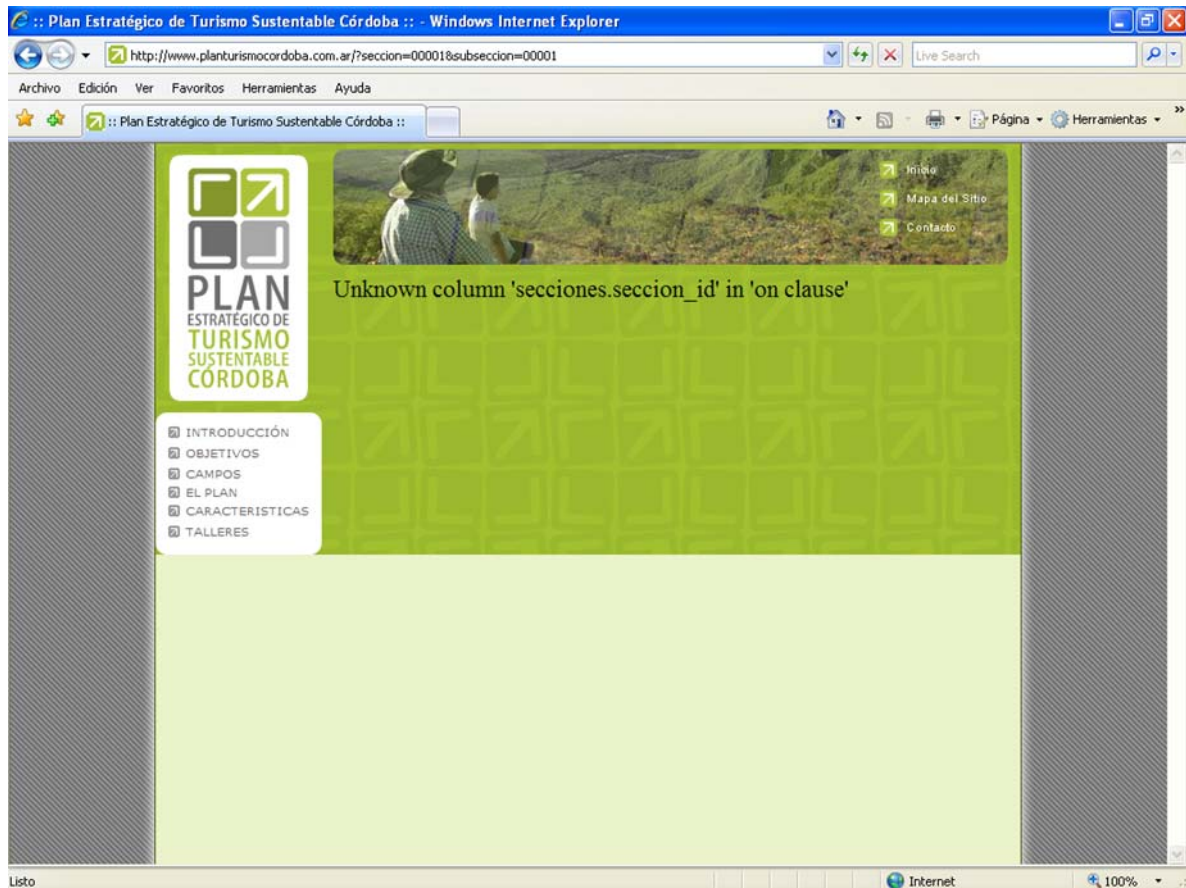 :: Plan Estratégico de Turismo Sustentable Córdoba :: - Windows Internet Explorer
http://www.planturismocordoba.com.ar/?seccion=00001&subseccion=00001
Live Search
Archivo Edición Ver Favoritos Herramientas Ayuda
:: Plan Estratégico de Turismo Sustentable Córdoba ::
Página Herramientas »
Inicio
Mapa del Sitio
Contacto
PLAN
ESTRATÉGICO DE
TURISMO
SUSTENTABLE
CÓRDOBA
Unknown column 'secciones.seccion_id' in 'on clause'
INTRODUCCIÓN
OBJETIVOS
CAMPOS
EL PLAN
CARACTERISTICAS
TALLERES
Listo
Internet
100%